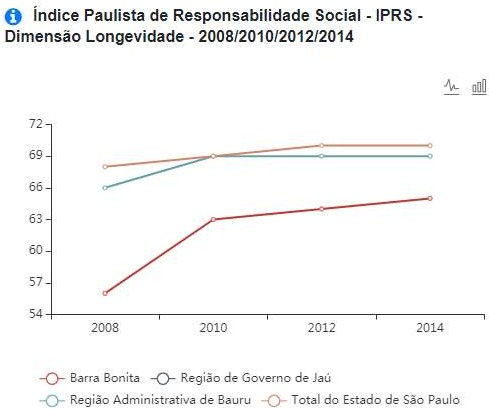 Índice Paulista de Responsabilidade Social - IPRS -
Dimensão Longevidade - 2008/2010/2012/2014
72
69
66
63
60
57
54
2008 2010 2012 2014
Barra Bonita Região de Governo de Jaú
Região Administrativa de Bauru Total do Estado de São Paulo